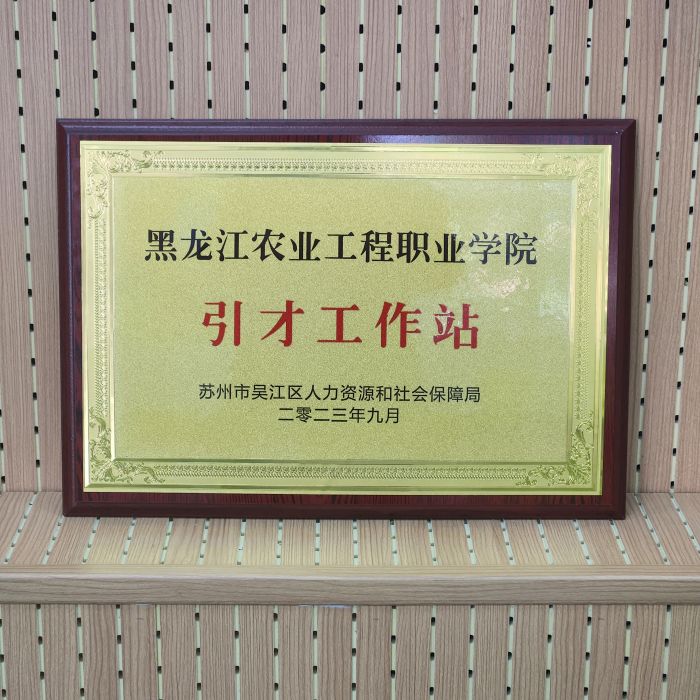 黑龙江农业工程职业学院
引才工作站
苏州市吴江区人力资源和社会保障局
二零二三年九月